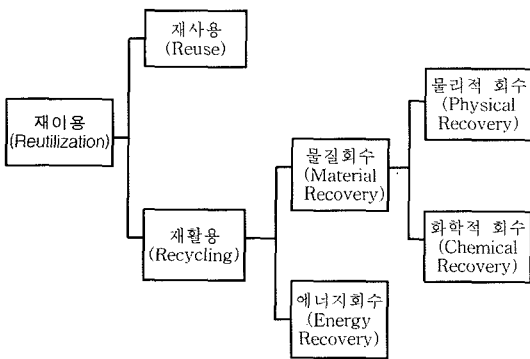 재사용
(Reuse)
재이용
(Reutilization)
재활용
(Recycling)
물질회수
(Material
Recovery)
에너지회수
(Energy
Recovery)
물리적 회수
(Physical
Recovery)
화학적 회수
(Chemical
Recovery)